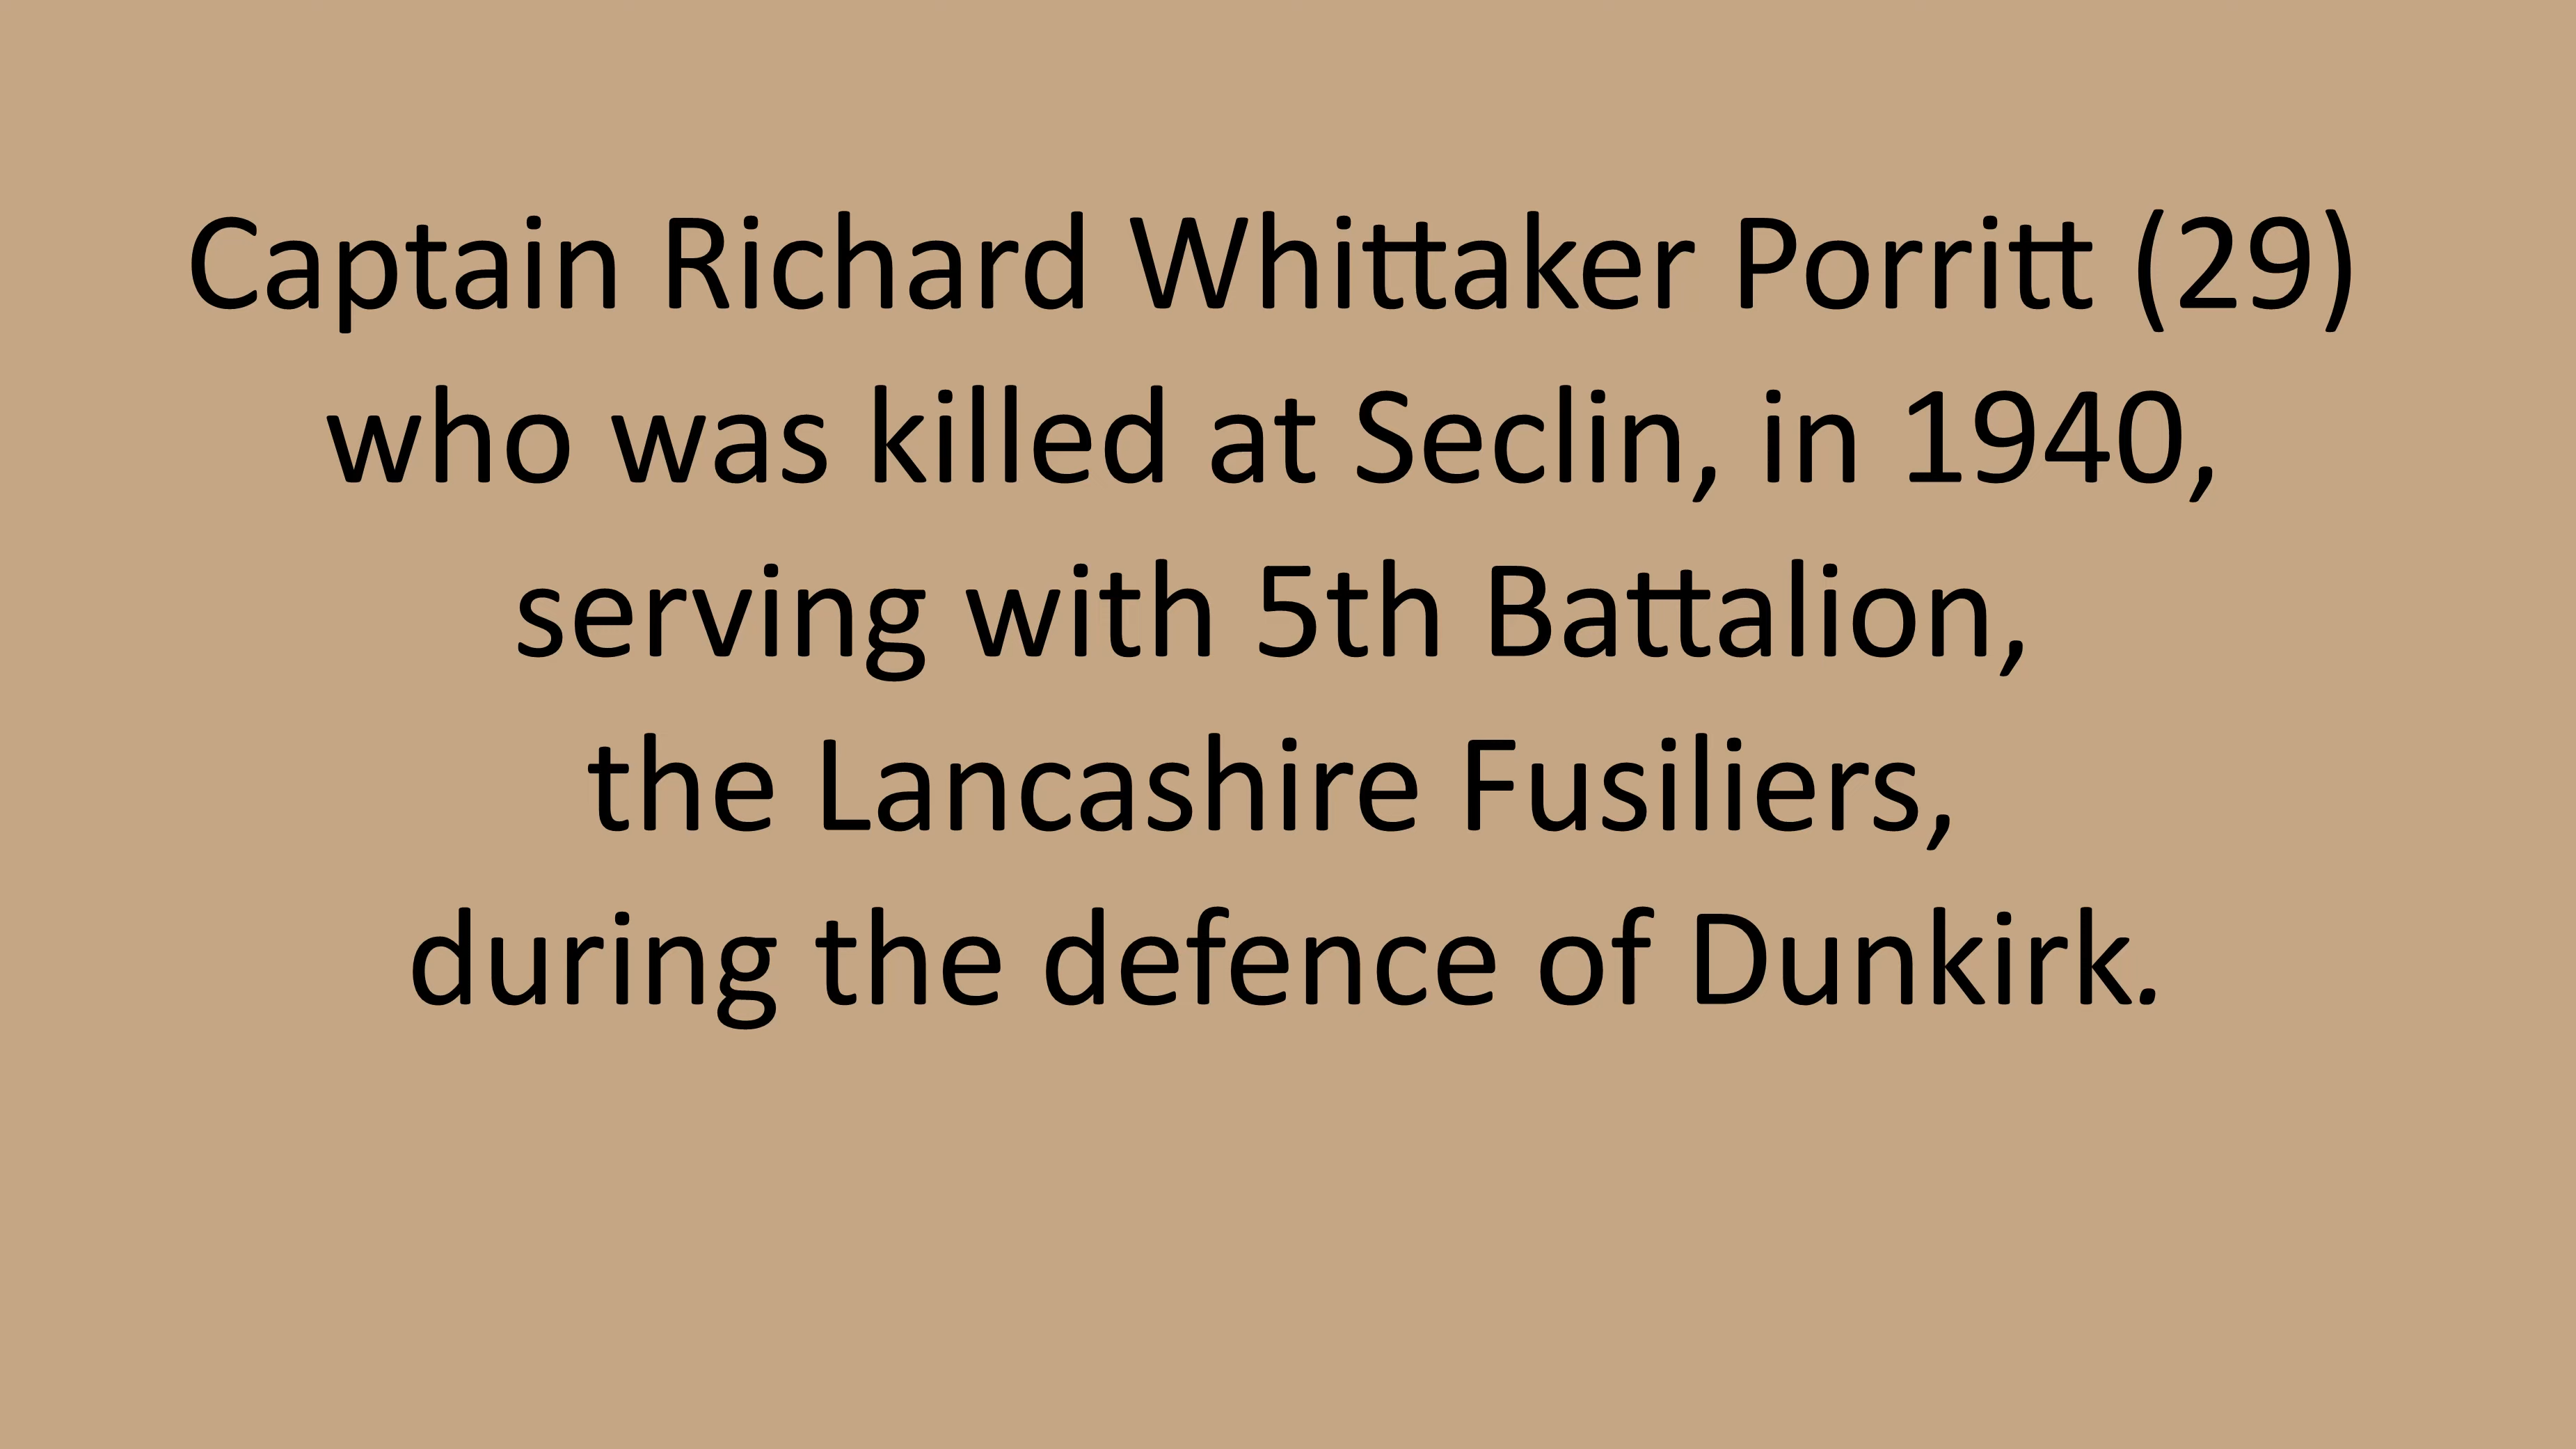 Captain Richard Whittaker Porritt (29)
who was killed at Seclin, in 1940,
serving with 5th Battalion,
the Lancashire Fusiliers,
during the defence of Dunkirk.